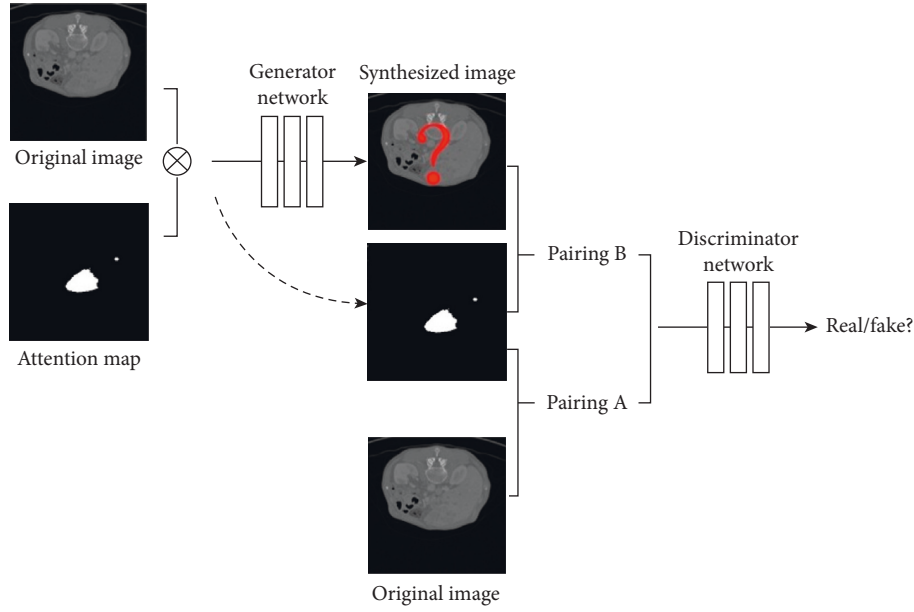 Original image
Attention map
Generator
network
Synthesized image
?
Pairing B
Pairing A
Original image
Discriminator
network
Real/fake?